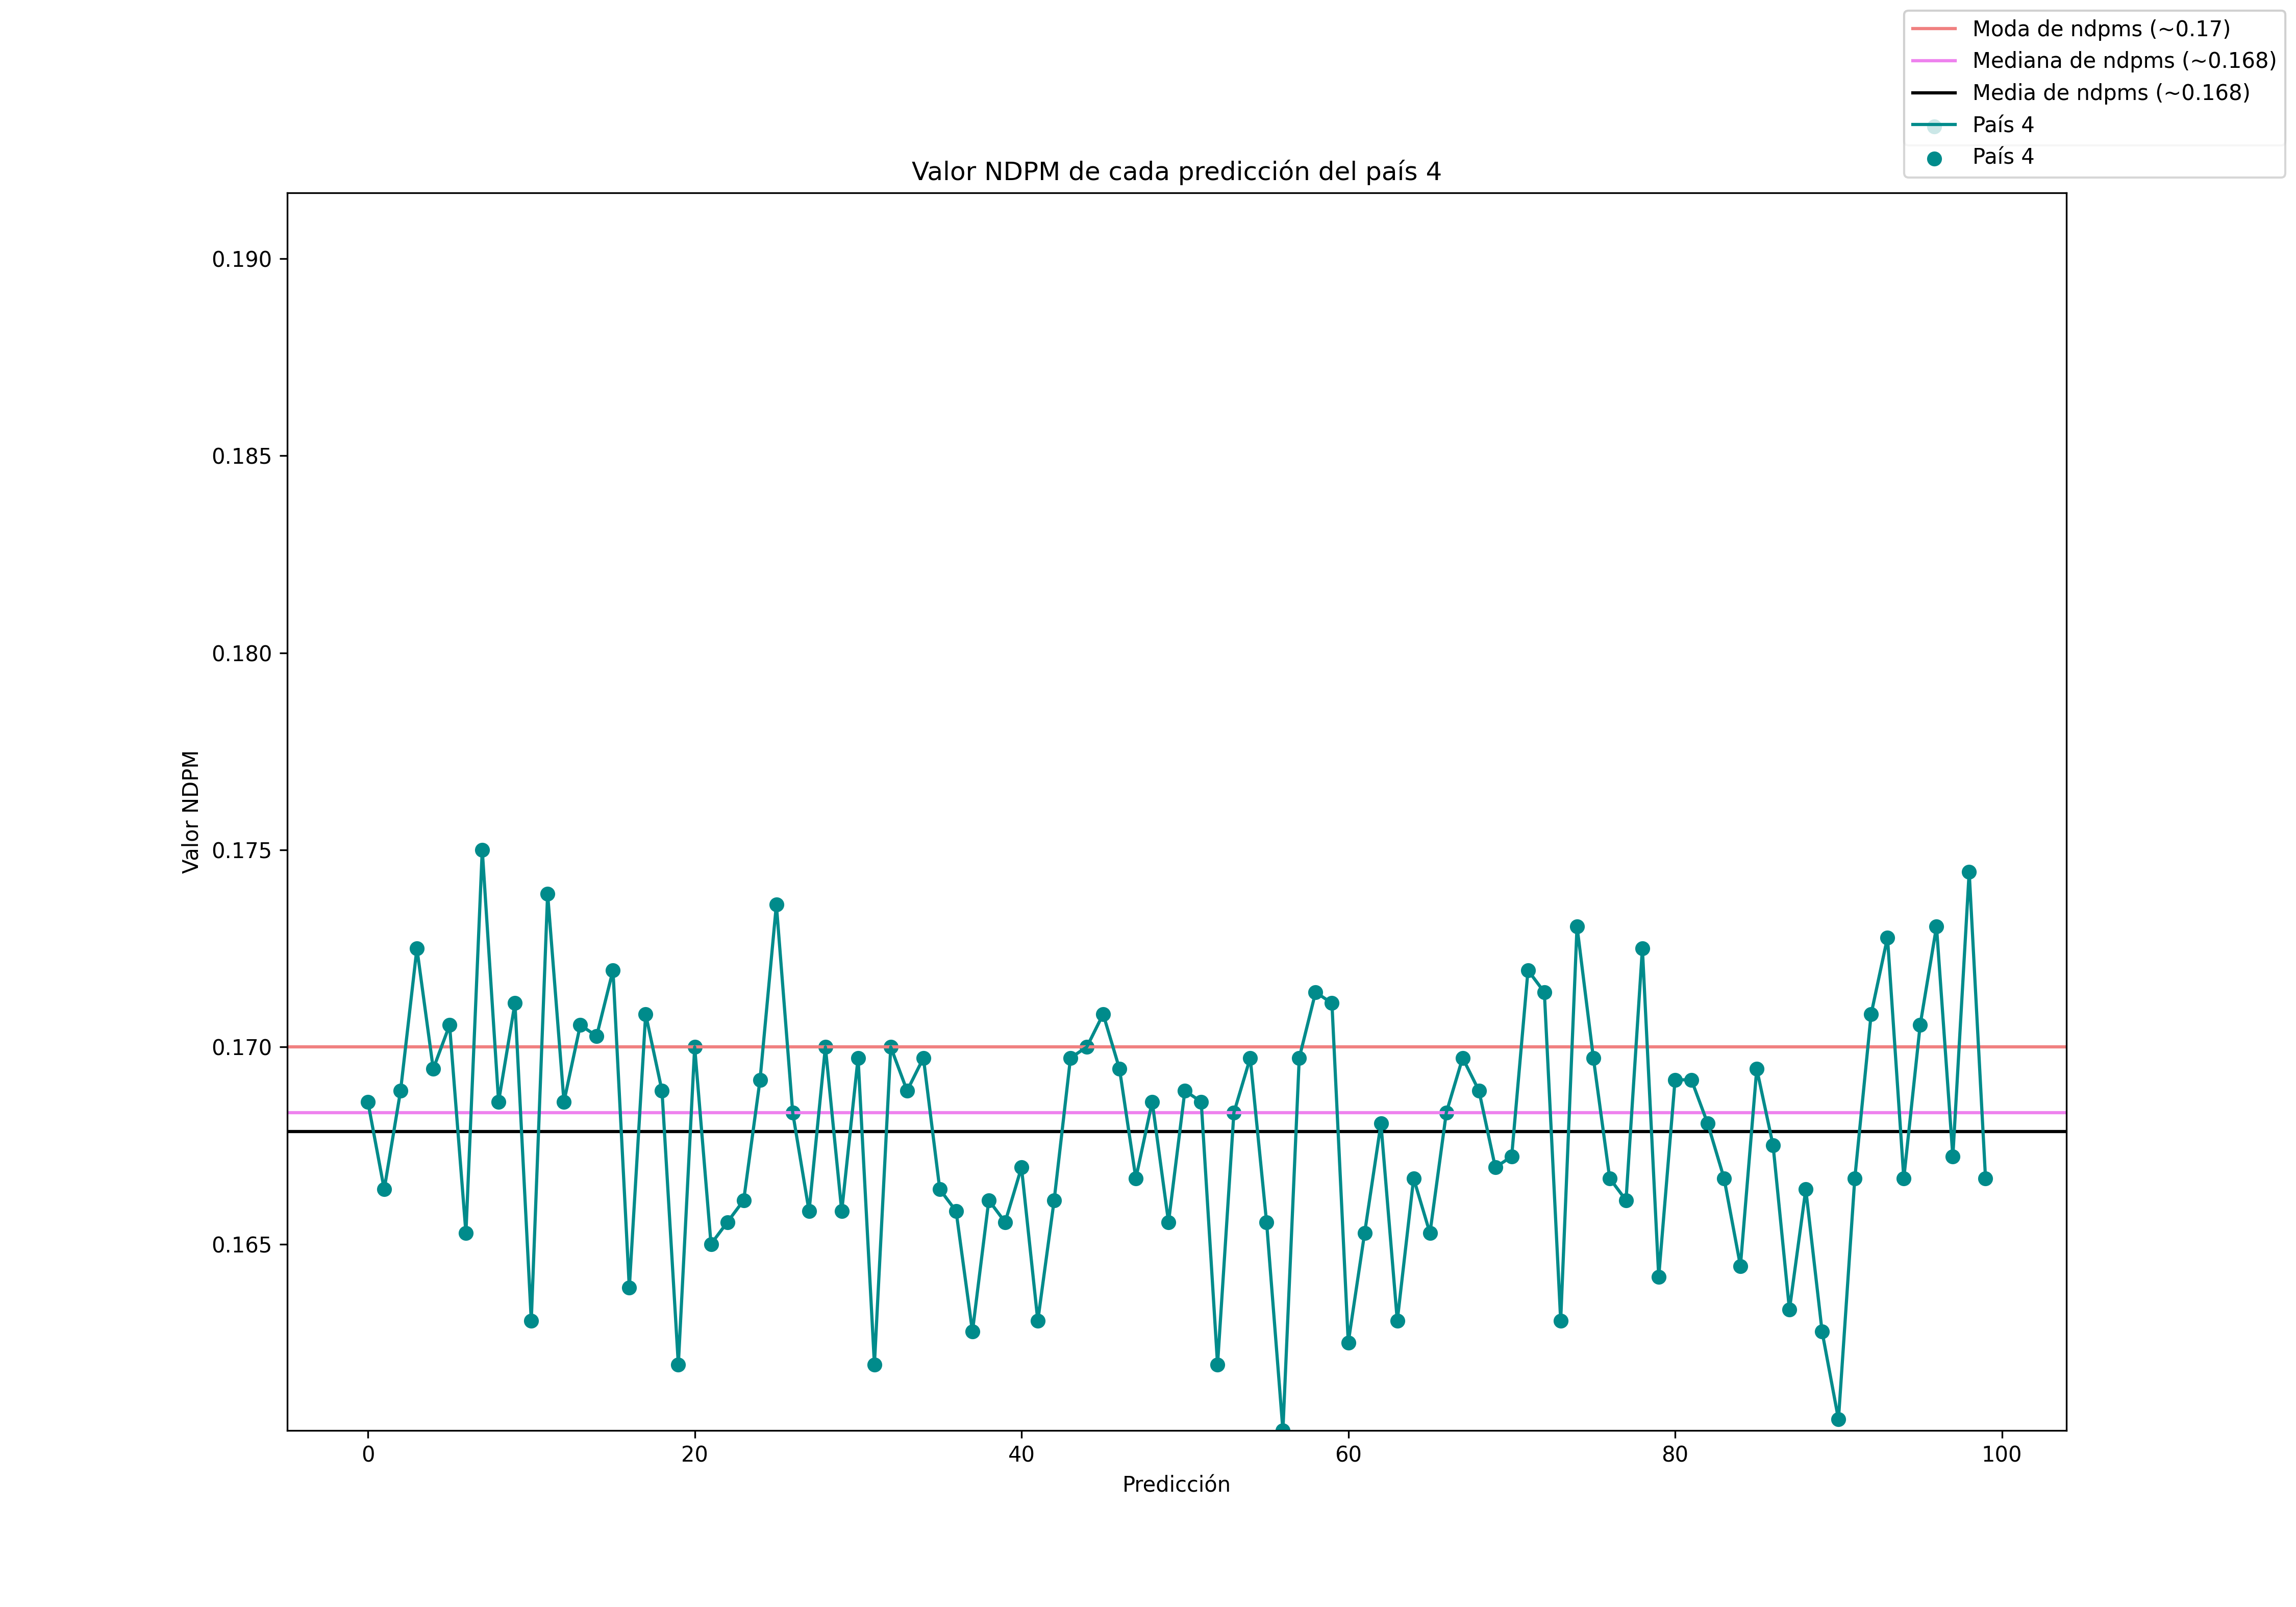 Moda de ndpms (~0.17)
Mediana de ndpms (~0.168)
Media de ndpms (~0.168)
País 4
País 4
Valor NDPM de cada predicción del país 4
0.190
0.185
0.180
0.175
0.170
0.165
Valor NDPM
0 20 40 60 80 100
Predicción